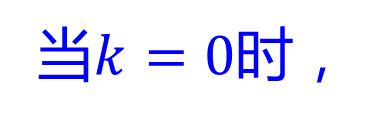 当k = 0时，